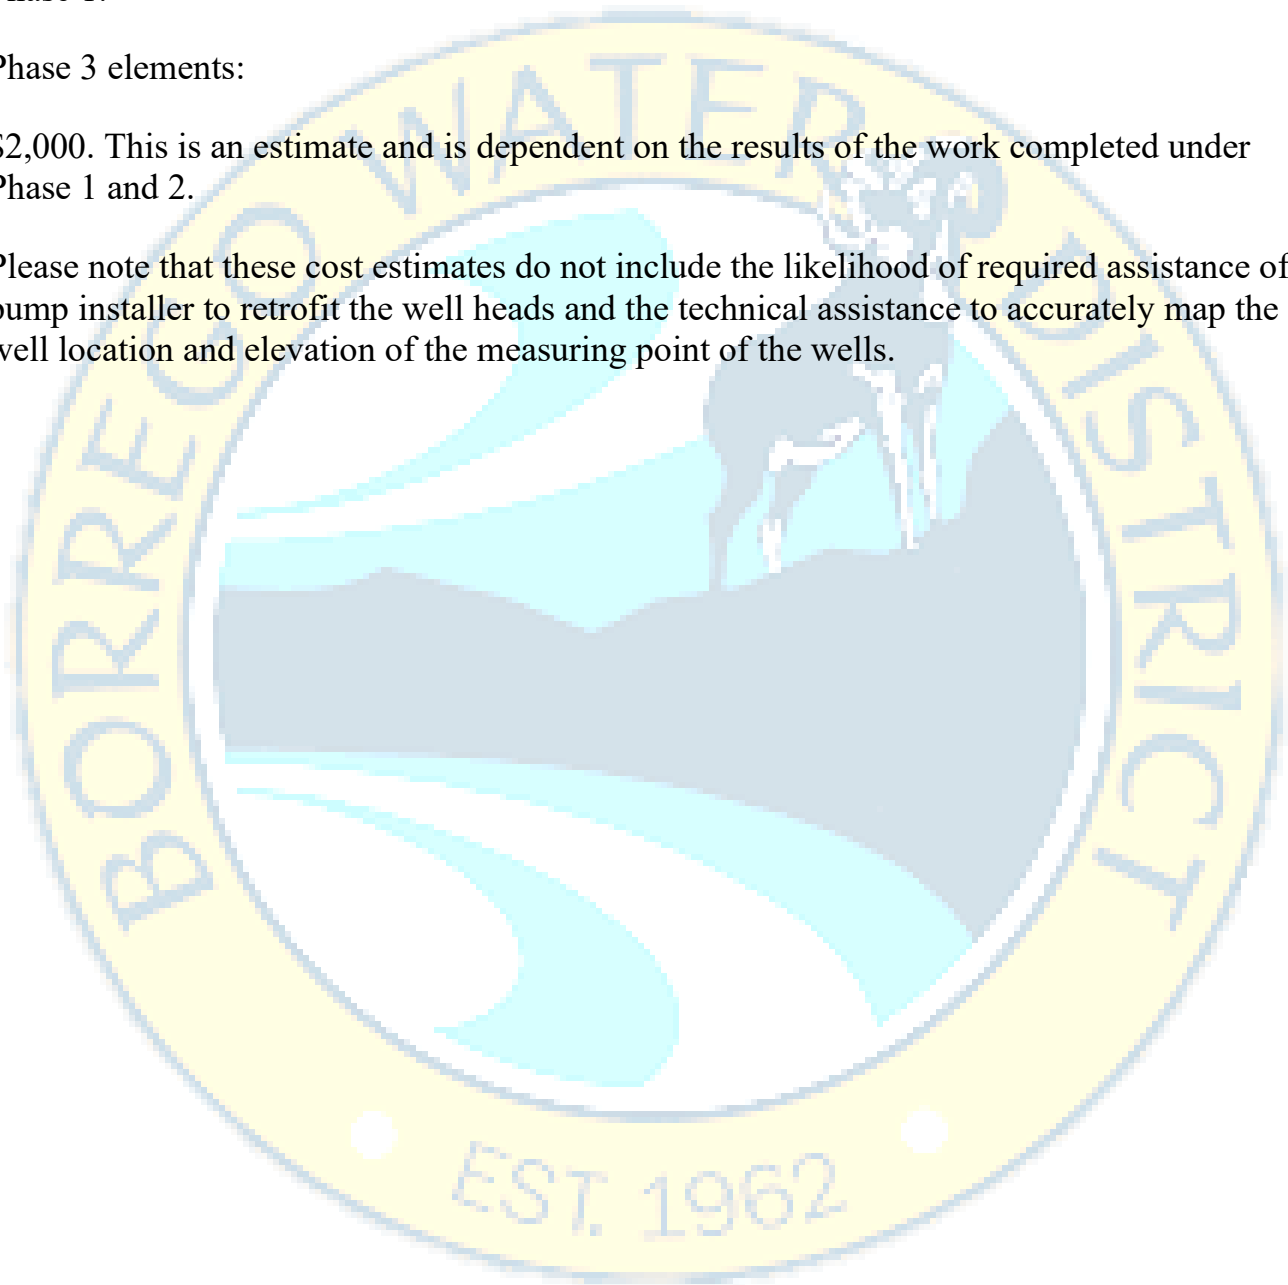 Phase 1.
Phase 3 elements:
$2,000. This is an estimate and is dependent on the results of the work completed under
Phase 1 and 2.
Please note that these cost estimates do not include the likelihood of required assistance of
pump installer to retrofit the well heads and the technical assistance to accurately map the
well location and elevation of the measuring point of the wells.
BORREGO WATER DISTRICT
EST. 1962